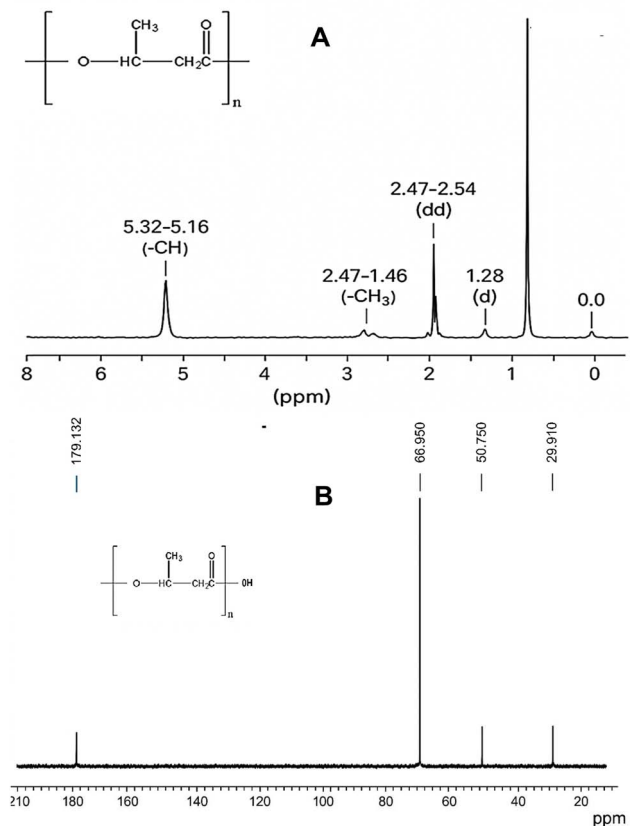 A
CH3
O
O
HC
CH2C
n
2.47–2.54
(dd)
5.32–5.16
(-CH)
2.47–1.46
(-CH3)
1.28
(d)
0.0
8 6 5 4 3 2 1 0
(ppm)
179.132
66.950
50.750
29.910
B
CH3
O
O
HC
CH2C
OH
n
210 180 160 140 120 100 80 60 40 20
ppm